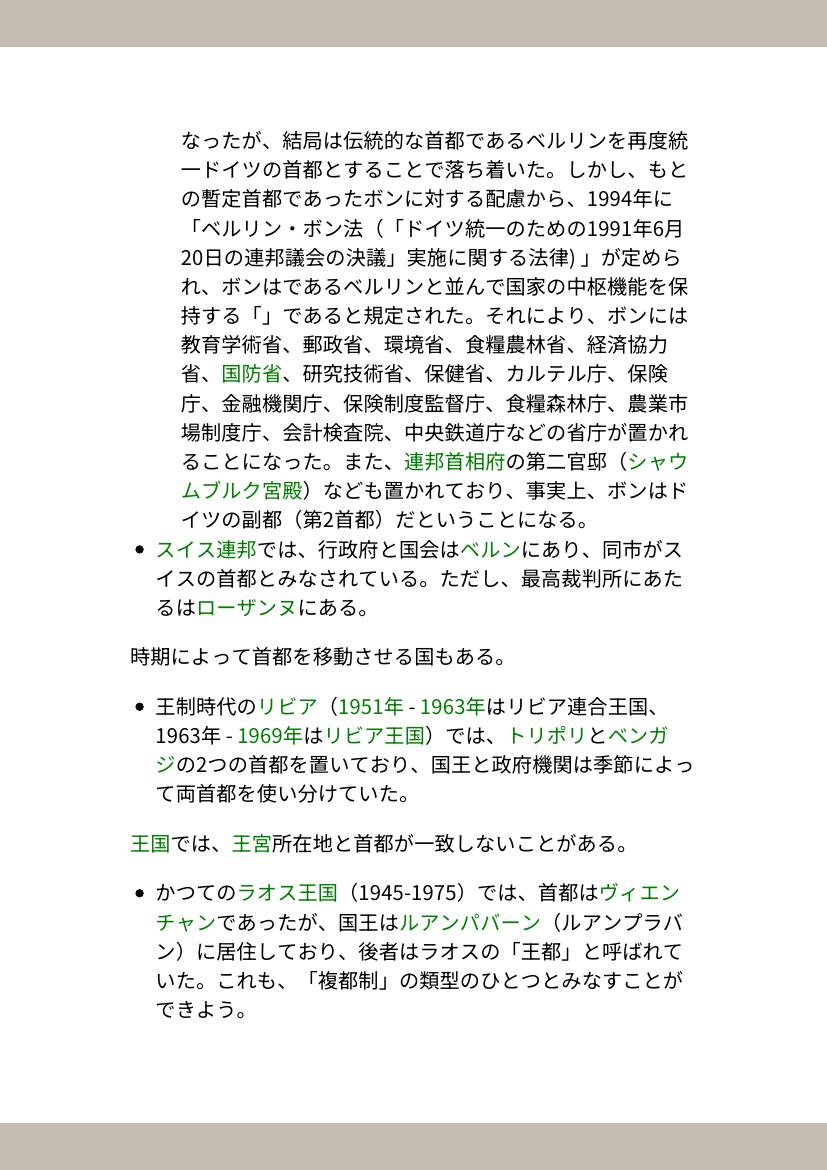 なったが、結局は伝統的な首都であるベルリンを再度統
一ドイツの首都とすることで落ち着いた。しかし、もと
の暫定首都であったボンに対する配慮から、1994年に
「ベルリン・ボン法（「ドイツ統一のための1991年6月
20日の連邦議会の決議」実施に関する法律) 」が定めら
れ、ボンはであるベルリンと並んで国家の中枢機能を保
持する「」であると規定された。それにより、ボンには
教育学術省、郵政省、環境省、食糧農林省、経済協力
省、国防省、研究技術省、保健省、カルテル庁、保険
庁、金融機関庁、保険制度監督庁、食糧森林庁、農業市
場制度庁、会計検査院、中央鉄道庁などの省庁が置かれ
ることになった。また、連邦首相府の第二官邸（シャウ
ムブルク宮殿）なども置かれており、事実上、ボンはド
イツの副都（第2首都）だということになる。
● スイス連邦では、行政府と国会はベルンにあり、同市がス
イスの首都とみなされている。ただし、最高裁判所にあた
るはローザンヌにある。
時期によって首都を移動させる国もある。
● 王制時代のリビア（1951年 - 1963年はリビア連合王国、
1963年 - 1969年はリビア王国）では、トリポリとベンガ
ジの2つの首都を置いており、国王と政府機関は季節によっ
て両首都を使い分けていた。
王国では、王宮所在地と首都が一致しないことがある。
● かつてのラオス王国（1945-1975）では、首都はヴィエン
チャンであったが、国王はルアンパバーン（ルアンプラバ
ン）に居住しており、後者はラオスの「王都」と呼ばれて
いた。これも、「複都制」の類型のひとつとみなすことが
できよう。